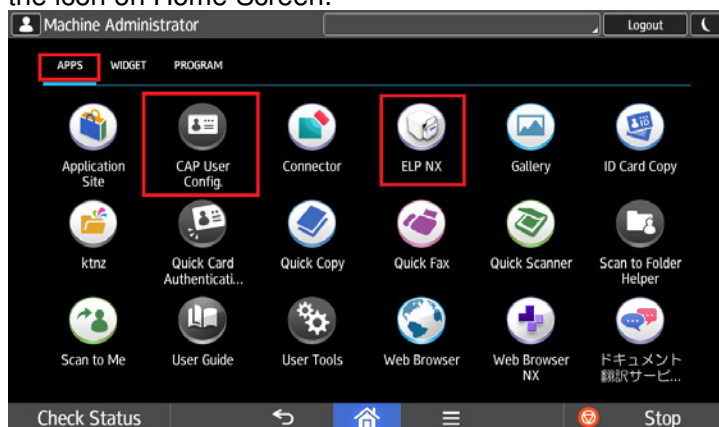 the icon on Home Screen.
Machine Administrator
Logout
APPS WIDGET PROGRAM
Application
Site
CAP User
Config.
Connector
ELP NX
Gallery
ID Card Copy
ktnz
Quick Card
Authenticati...
Quick Copy
Quick Fax
Quick Scanner
Scan to Folder
Helper
Scan to Me
User Guide
User Tools
Web Browser
Web Browser
NX
ドキュメント
翻訳サービ...
Check Status
Stop